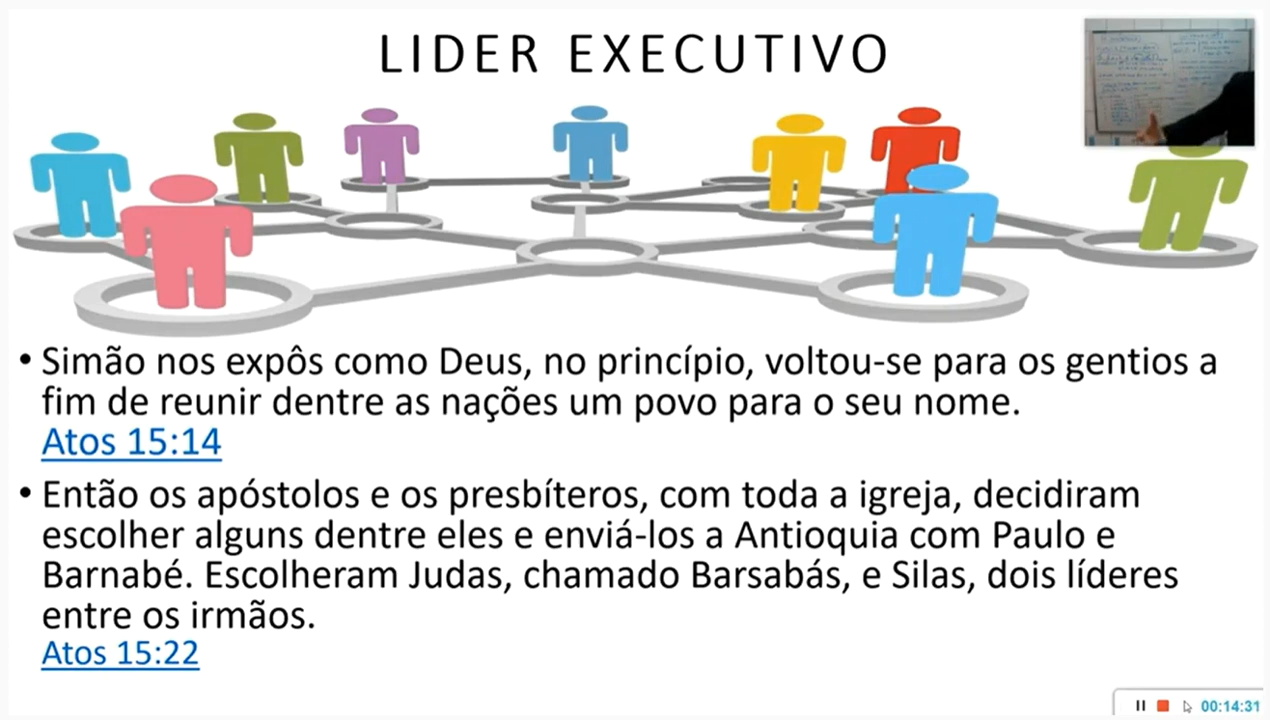 LIDER EXECUTIVO
• Simão nos expôs como Deus, no princípio, voltou-se para os gentios a
fim de reunir dentre as nações um povo para o seu nome.
Atos 15:14
• Então os apóstolos e os presbíteros, com toda a igreja, decidiram
escolher alguns dentre eles e enviá-los a Antioquia com Paulo e
Barnabé. Escolheram Judas, chamado Barsabás, e Silas, dois líderes
entre os irmãos.
Atos 15:22
00:14:31